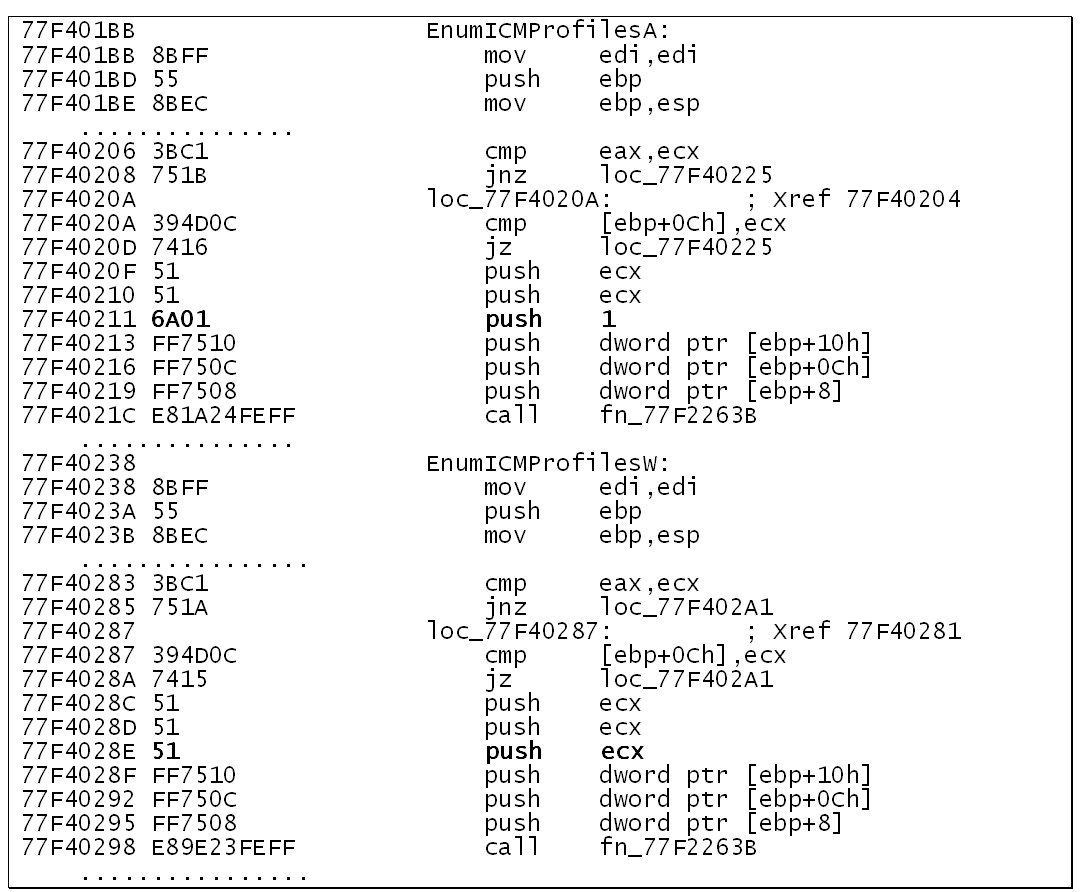 77F401BB EnumICMProfilesA:
77F401BB 8BFF mov edi,edi
77F401BD 55 push ebp
77F401BE 8BEC mov ebp,esp
...............
77F40206 3BC1 cmp eax,ecx
77F40208 751B jnz loc_77F40225
77F4020A loc_77F4020A: ; Xref 77F40204
77F4020A 394D0C cmp [ebp+0Ch],ecx
77F4020D 7416 jz loc_77F40225
77F4020F 51 push ecx
77F40210 51 push ecx
77F40211 6A01 push 1
77F40213 FF7510 push dword ptr [ebp+10h]
77F40216 FF750C push dword ptr [ebp+0Ch]
77F40219 FF7508 push dword ptr [ebp+8]
77F4021C E81A24FEFF call fn_77F2263B
...............
77F40238 EnumICMProfilesW:
77F40238 8BFF mov edi,edi
77F4023A 55 push ebp
77F4023B 8BEC mov ebp,esp
................
77F40283 3BC1 cmp eax,ecx
77F40285 751A jnz loc_77F402A1
77F40287 loc_77F40287: ; Xref 77F40281
77F40287 394D0C cmp [ebp+0Ch],ecx
77F4028A 7415 jz loc_77F402A1
77F4028C 51 push ecx
77F4028D 51 push ecx
77F4028E 51 push ecx
77F4028F FF7510 push dword ptr [ebp+10h]
77F40292 FF750C push dword ptr [ebp+0Ch]
77F40295 FF7508 push dword ptr [ebp+8]
77F40298 E89E23FEFF call fn_77F2263B
................